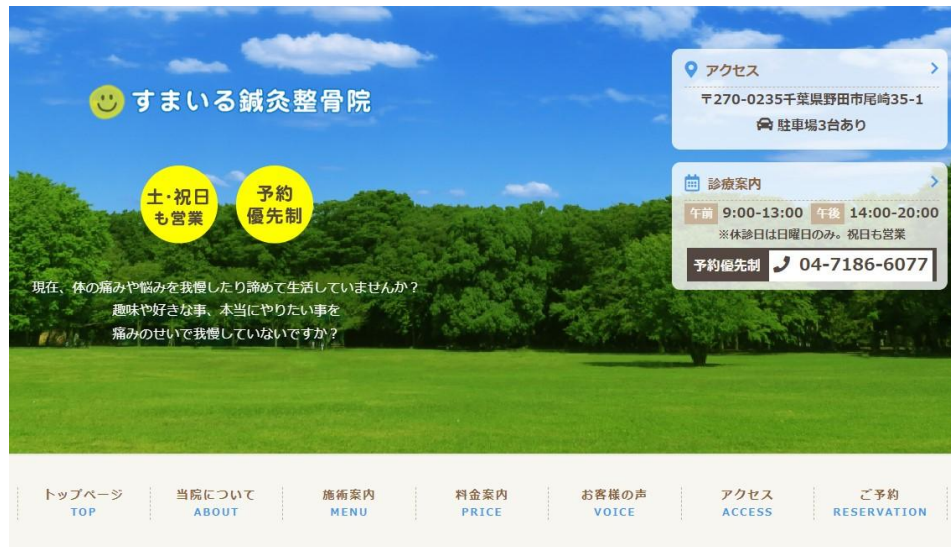 すまいる鍼灸整骨院
土・祝日
も営業
予約
優先制
現在、体の痛みや悩みを我慢したり諦めて生活していませんか？
趣味や好きな事、本当にやりたい事を
痛みのせいで我慢していないですか？
アクセス
〒270-0235千葉県野田市尾崎35-1
駐車場3台あり
診療案内
午前 9:00-13:00 午後 14:00-20:00
※休診日は日曜日のみ。祝日も営業
予約優先制 04-7186-6077
トップページ 当院について 施術案内 料金案内 お客様の声 アクセス ご予約
TOP ABOUT MENU PRICE VOICE ACCESS RESERVATION